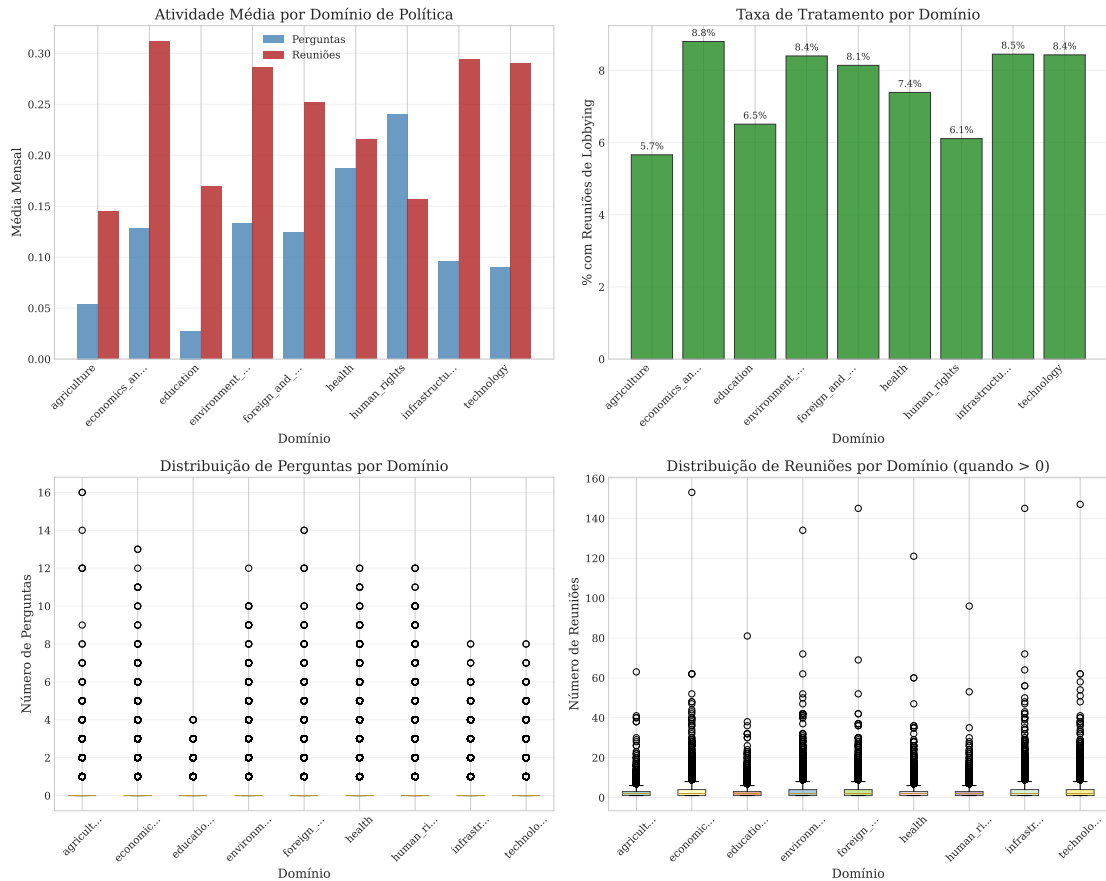 Atividade Média por Domínio de Política
Perguntas
Reuniões
Média Mensal
0.30
0.25
0.20
0.15
0.10
0.05
0.00
agriculture
economics_an...
education
environment_...
foreign_and_...
health
human_rights
infrastructu...
technology
Domínio
Taxa de Tratamento por Domínio
% com Reuniões de Lobbying
8
6
4
2
0
5.7%
8.8%
6.5%
8.4%
8.1%
7.4%
6.1%
8.5%
8.4%
agriculture
economics_an...
education
environment_...
foreign_and_...
health
human_rights
infrastructu...
technology
Domínio
Distribuição de Perguntas por Domínio
Número de Perguntas
16
14
12
10
8
6
4
2
0
agricult...
economic...
educatio...
environm...
foreign_...
health
human_ri...
infrastr...
technolo...
Domínio
Distribuição de Reuniões por Domínio (quando > 0)
Número de Reuniões
160
140
120
100
80
60
40
20
0
agricult...
economic...
educatio...
environm...
foreign_...
health
human_ri...
infrastr...
technolo...
Domínio